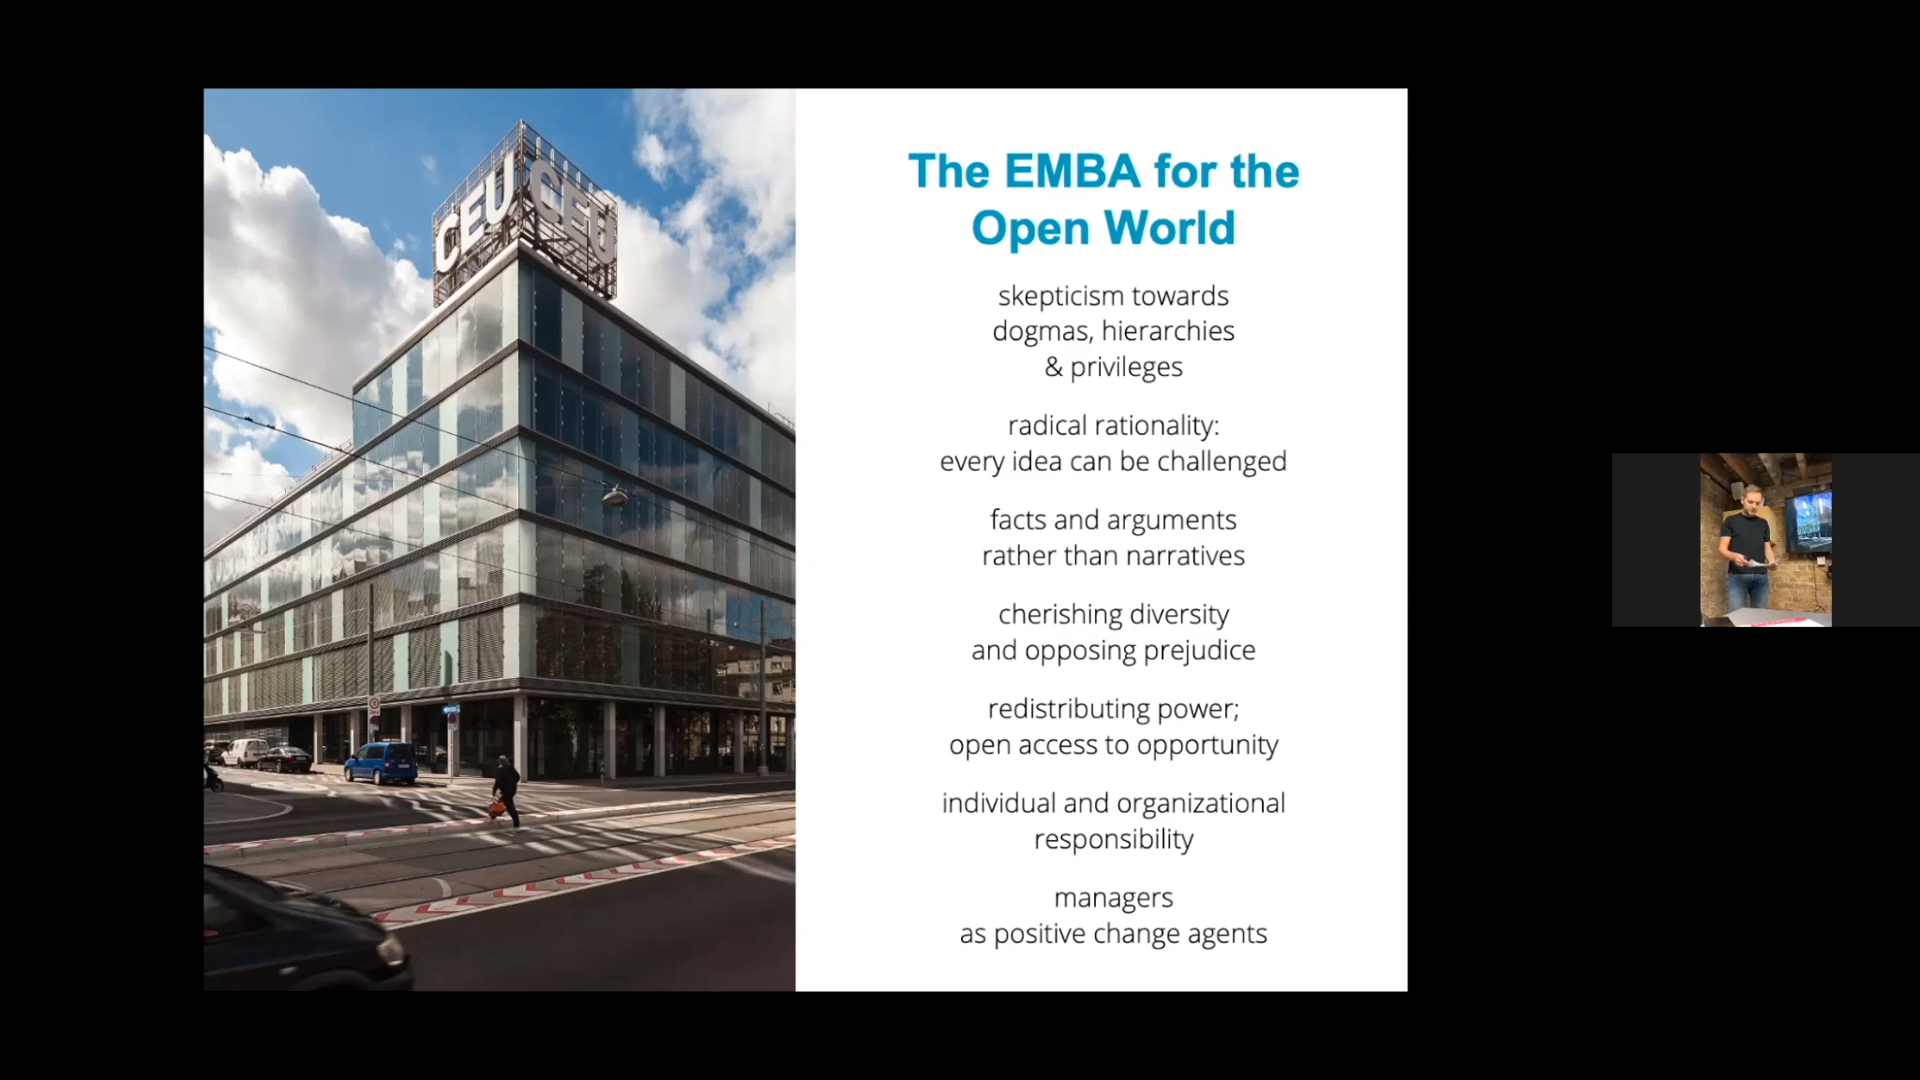 CEU CEU
The EMBA for the
Open World
skepticism towards
dogmas, hierarchies
& privileges
radical rationality:
every idea can be challenged
facts and arguments
rather than narratives
cherishing diversity
and opposing prejudice
redistributing power;
open access to opportunity
individual and organizational
responsibility
managers
as positive change agents